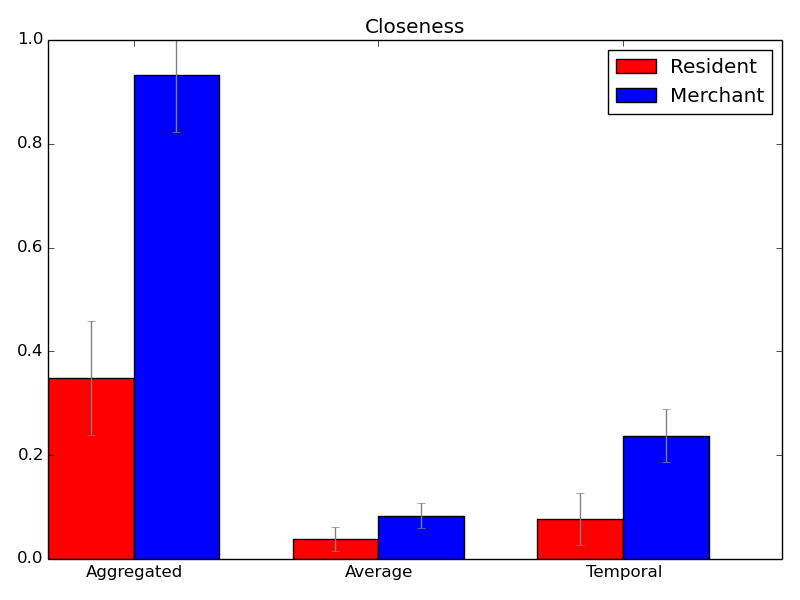 Closeness
1.0
0.8
0.6
0.4
0.2
0.0
Resident
Merchant
Aggregated
Average
Temporal